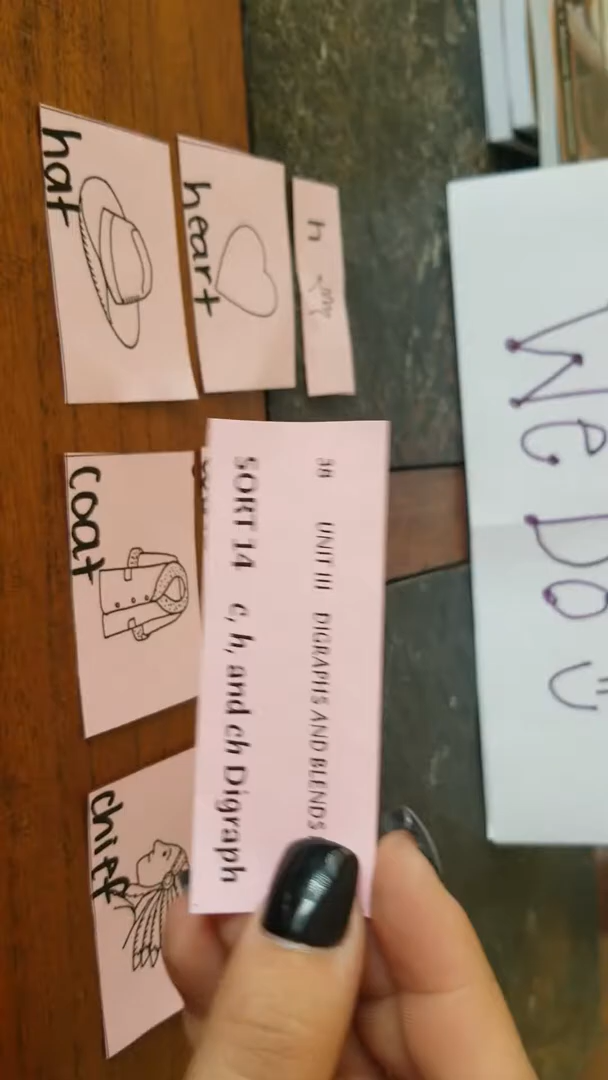 38 UNIT III DIGRAPHS AND BLENDS
SORT 14 c, h, and ch Digraph
h
heart
hat
coat
chief
We Do